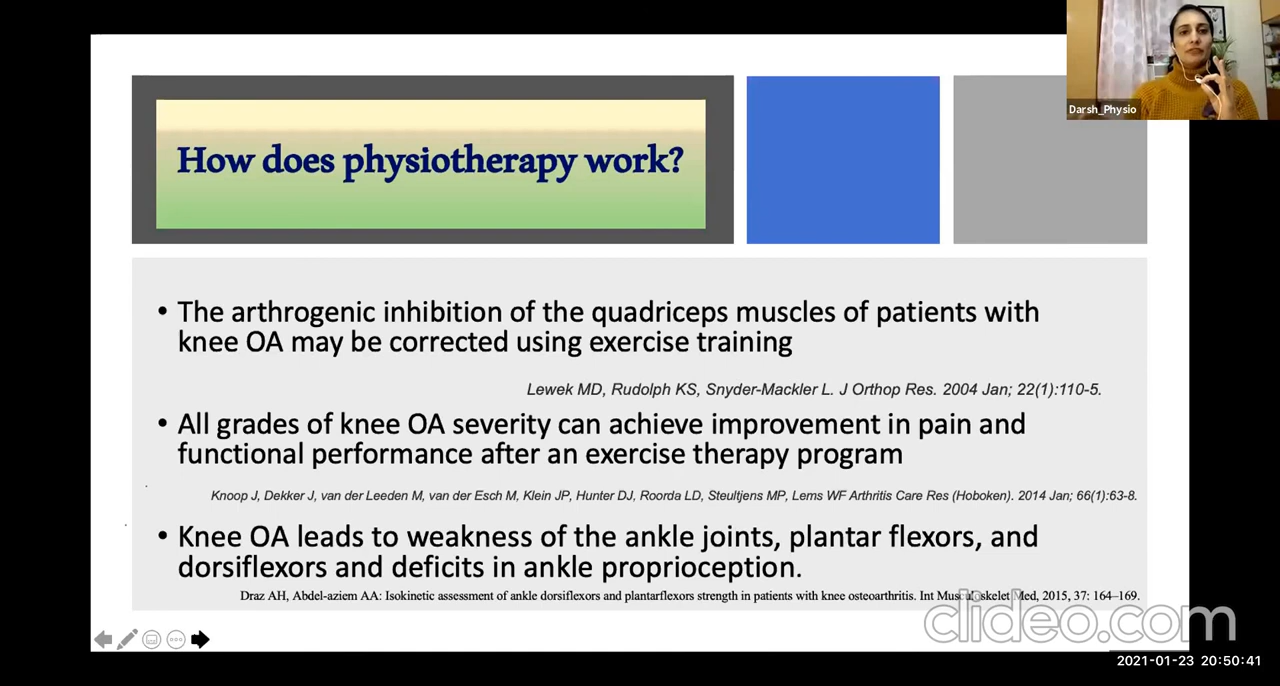 Darsh_Physio
How does physiotherapy work?
• The arthrogenic inhibition of the quadriceps muscles of patients with
knee OA may be corrected using exercise training
Lewek MD, Rudolph KS, Snyder-Mackler L. J Orthop Res. 2004 Jan; 22(1):110-5.
• All grades of knee OA severity can achieve improvement in pain and
functional performance after an exercise therapy program
Knoop J, Dekker J, van der Leeden M, van der Esch M, Klein JP, Hunter DJ, Roorda LD, Steultjens MP, Lems WF Arthritis Care Res (Hoboken). 2014 Jan; 66(1):63-8.
• Knee OA leads to weakness of the ankle joints, plantar flexors, and
dorsiflexors and deficits in ankle proprioception.
Draz AH, Abdel-aziem AA: Isokinetic assessment of ankle dorsiflexors and plantarflexors strength in patients with knee osteoarthritis. Int Musculoskelet Med, 2015, 37: 164–169.
clideo.com
2021-01-23 20:50:41